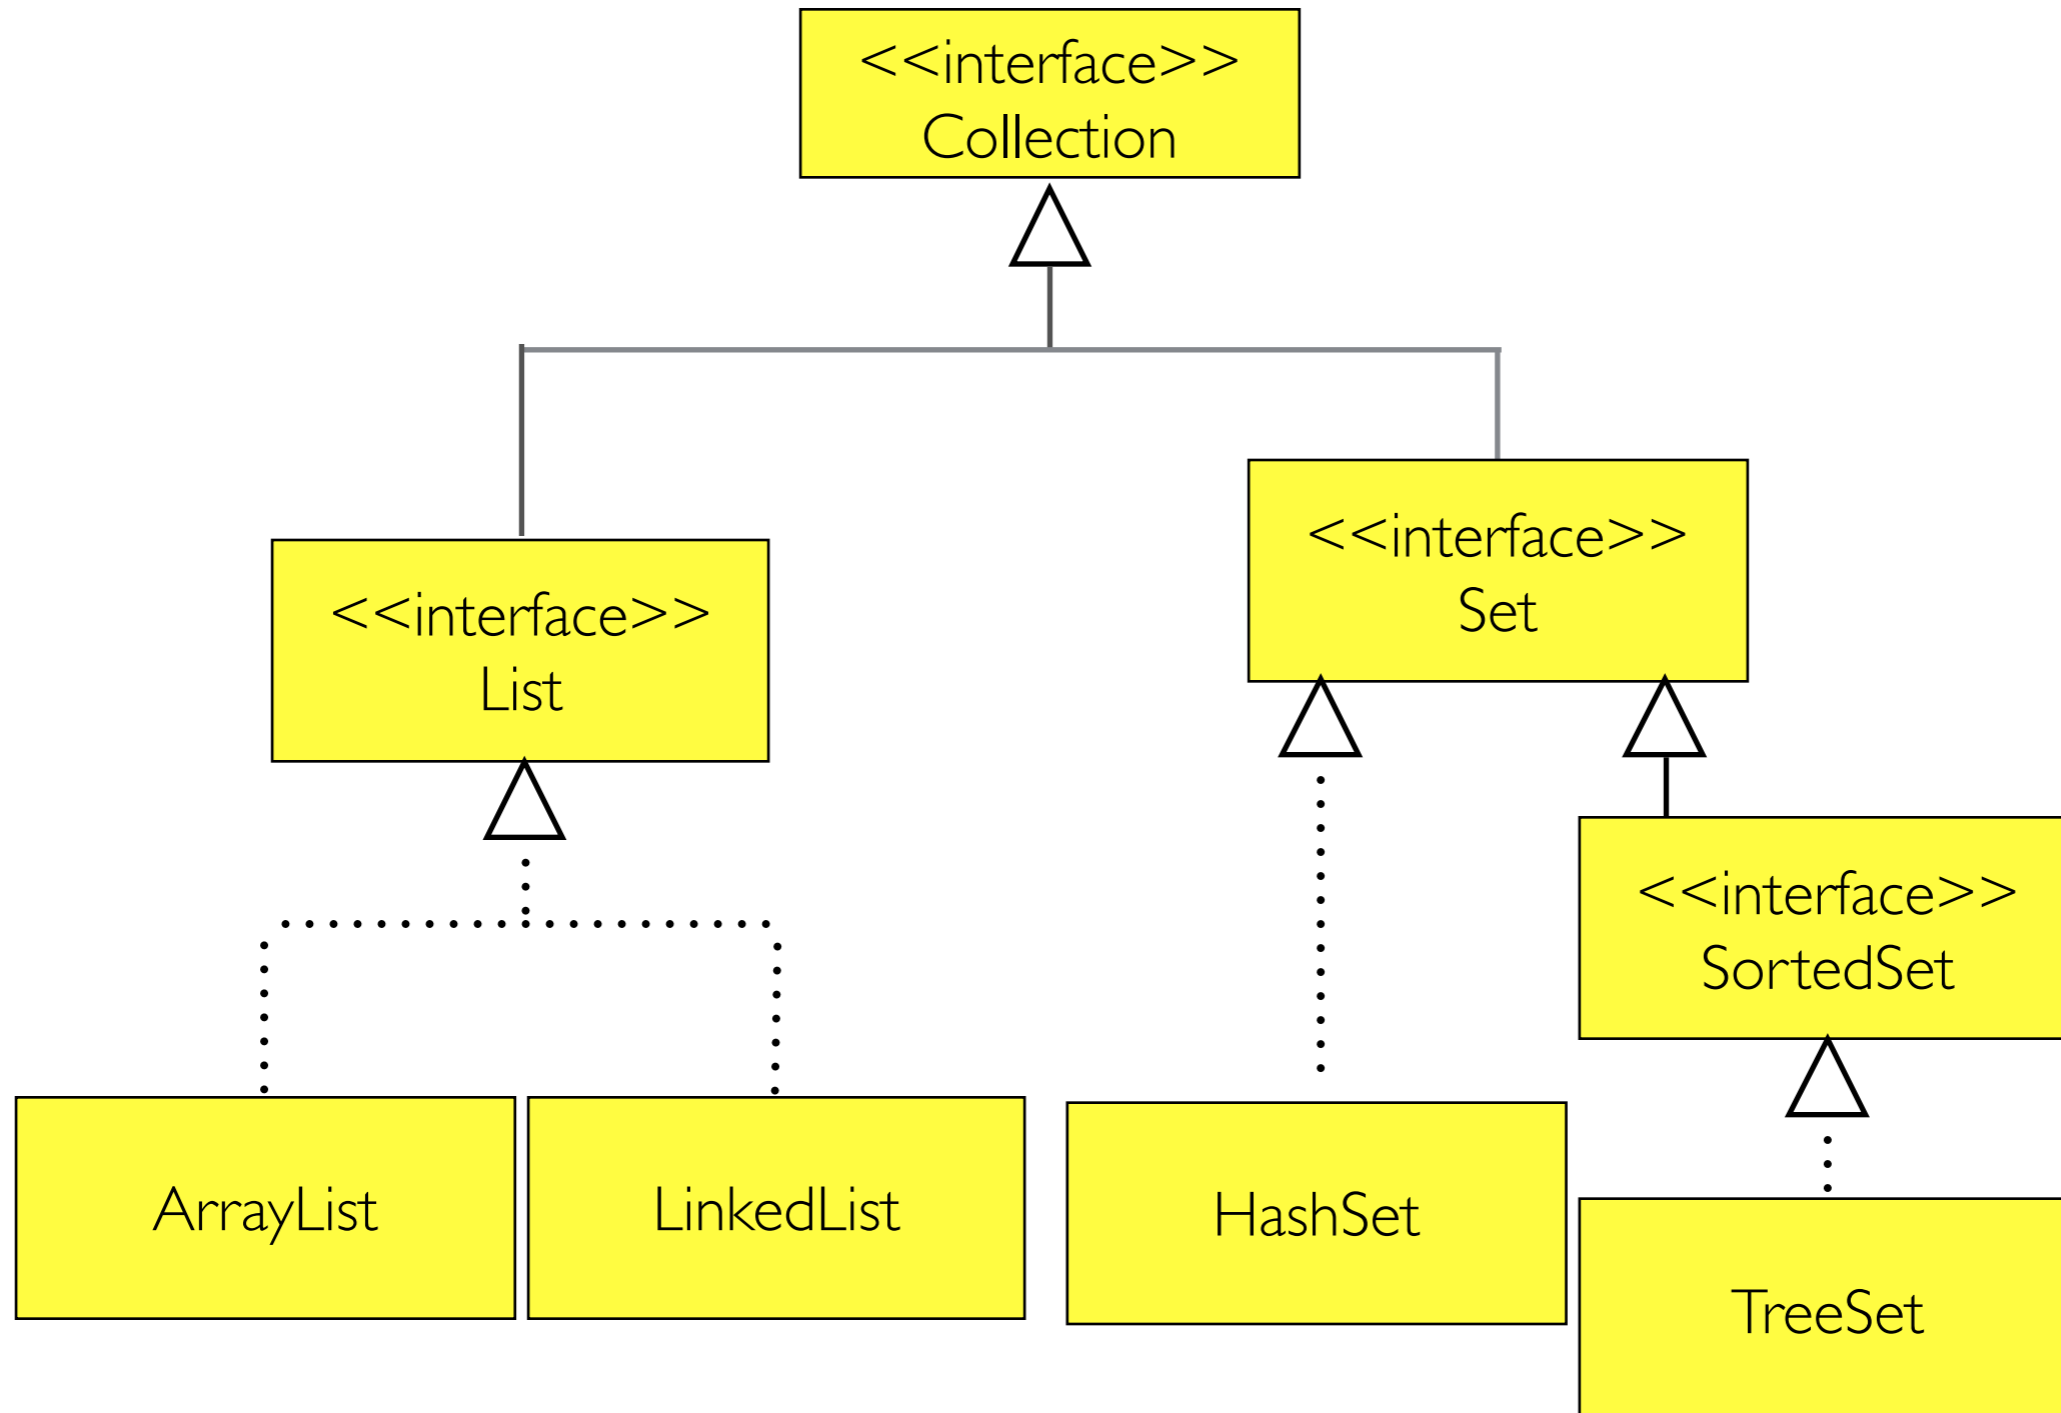 <<interface>>
Collection
<<interface>>
Set
<<interface>>
List
<<interface>>
SortedSet
ArrayList
LinkedList
HashSet
TreeSet